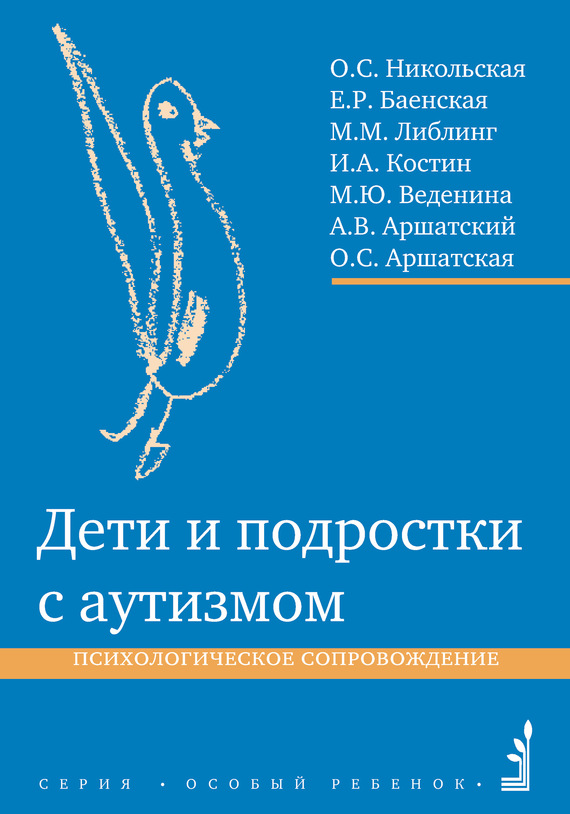 О.С. Никольская
Е.Р. Баенская
М.М. Либлинг
И.А. Костин
М.Ю. Веденина
А.В. Аршатский
О.С. Аршатская
Дети и подростки
с аутизмом
ПСИХОЛОГИЧЕСКОЕ СОПРОВОЖДЕНИЕ
СЕРИЯ • ОСОБЫЙ РЕБЕНОК •